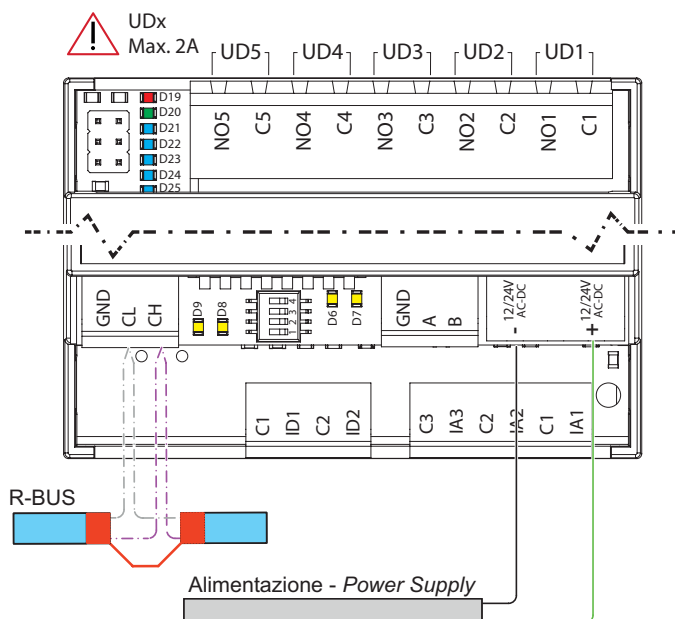 UDx
Max. 2A
UD5 UD4 UD3 UD2 UD1
D19
D20
D21
D22
D23
D24
D25
NO5 C5 NO4 C4 NO3 C3 NO2 C2 NO1 C1
GND CL CH
D9 D8
1 2 3 4
D6 D7
GND A B
12/24V
AC-DC
-
12/24V
AC-DC
+
C1 ID1 C2 ID2
C3 IA3 C2 IA2 C1 IA1
R-BUS
Alimentazione - Power Supply